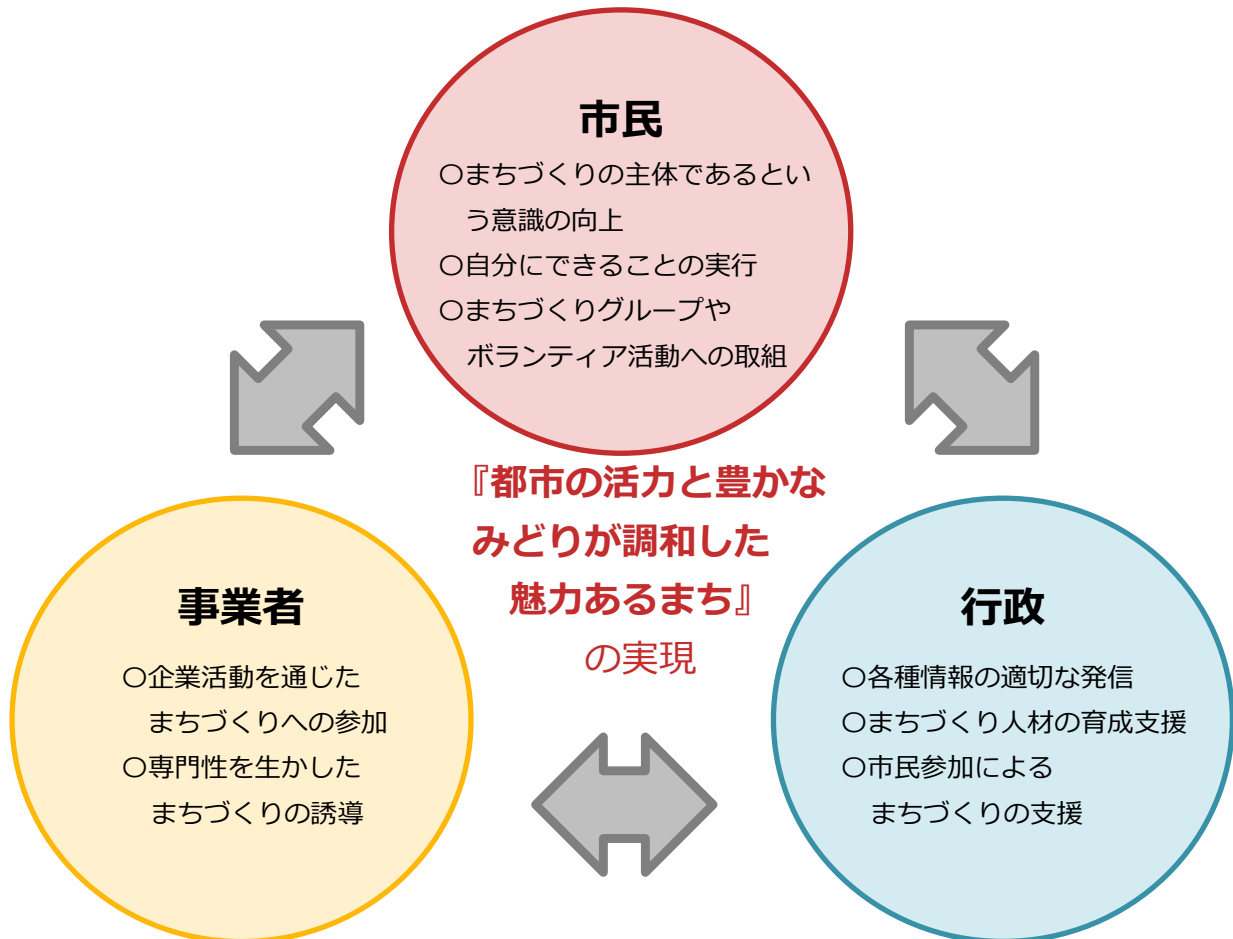 市民
〇まちづくりの主体であるとい
う意識の向上
〇自分にできることの実行
〇まちづくりグループや
ボランティア活動への取組
『都市の活力と豊かな
みどりが調和した
魅力あるまち』
の実現
事業者
〇企業活動を通じた
まちづくりへの参加
〇専門性を生かした
まちづくりの誘導
行政
〇各種情報の適切な発信
〇まちづくり人材の育成支援
〇市民参加による
まちづくりの支援